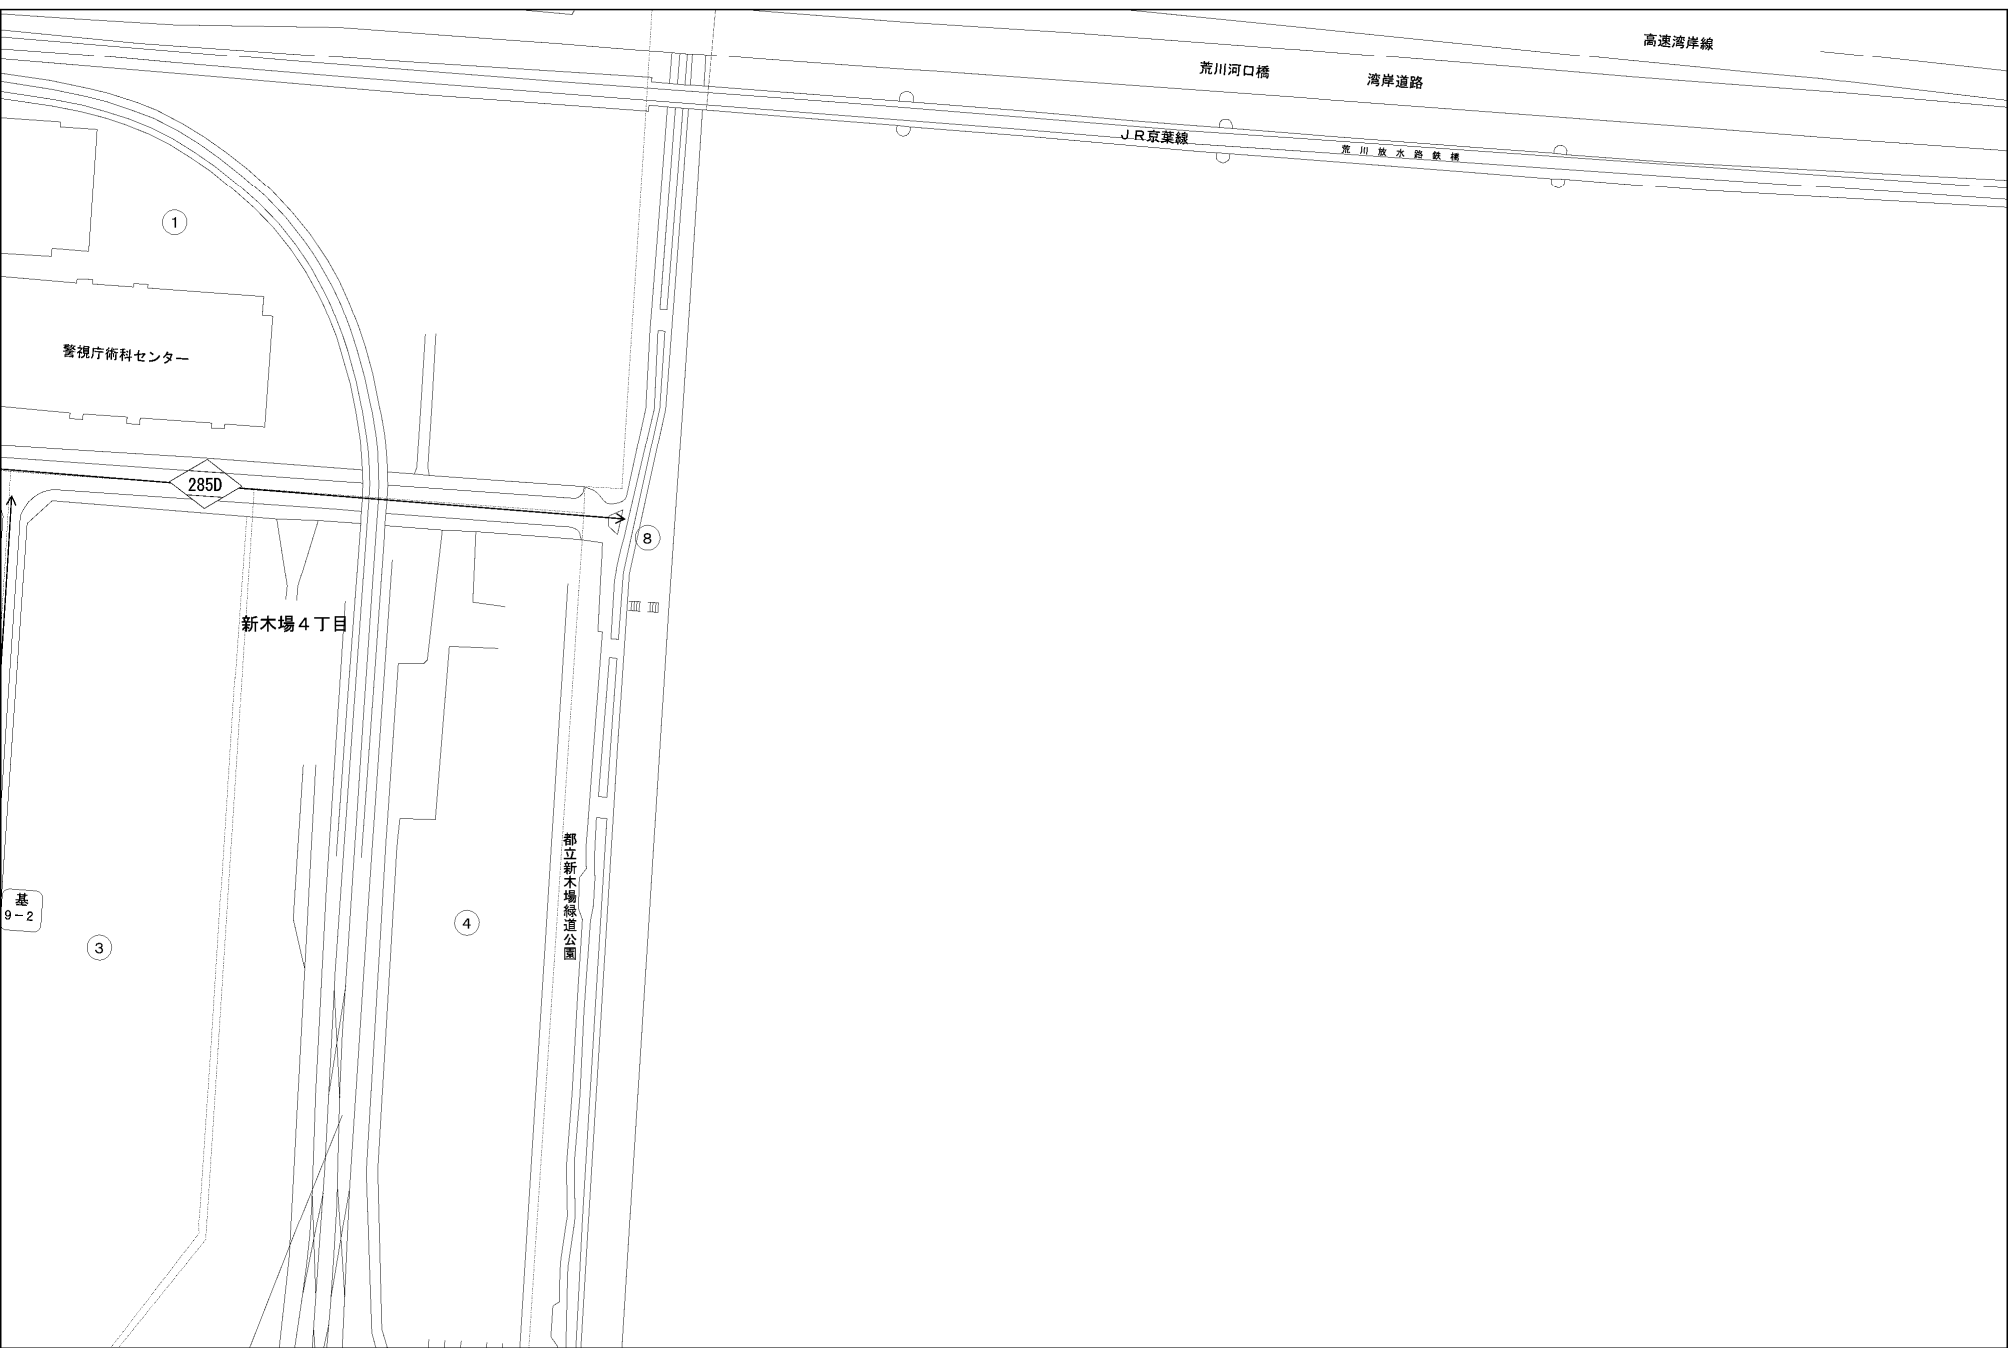 高速湾岸線
荒川河口橋
湾岸道路
JR京葉線
荒川放水路鉄橋
①
警視庁術科センター
285D
⑧
新木場4丁目
都立新木場緑道公園
基
9-2
③
④